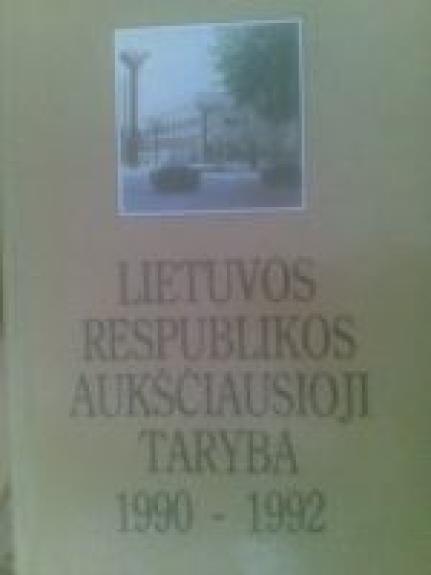 LIETUVOS
RESPUBLIKOS
AUKŠČIAUSIOJI
TARYBA
1990 - 1992